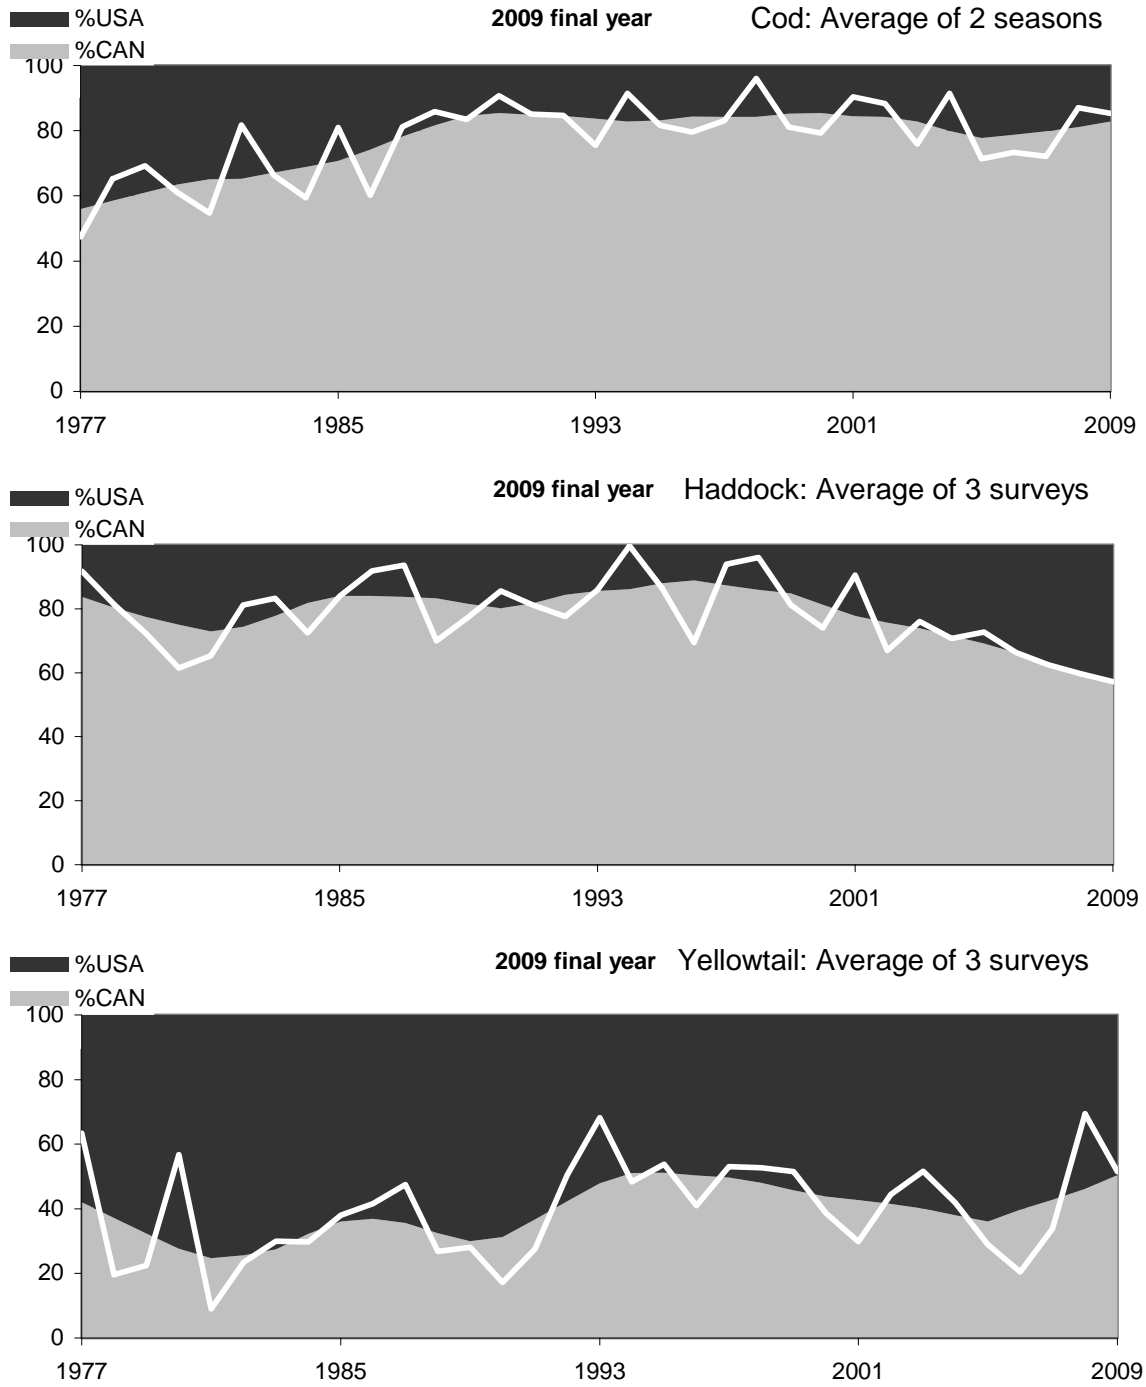 %USA
2009 final year Cod: Average of 2 seasons
%CAN
100
80
60
40
20
0
1977 1985 1993 2001 2009
%USA
2009 final year Haddock: Average of 3 surveys
%CAN
100
80
60
40
20
0
1977 1985 1993 2001 2009
%USA
2009 final year Yellowtail: Average of 3 surveys
%CAN
100
80
60
40
20
0
1977 1985 1993 2001 2009